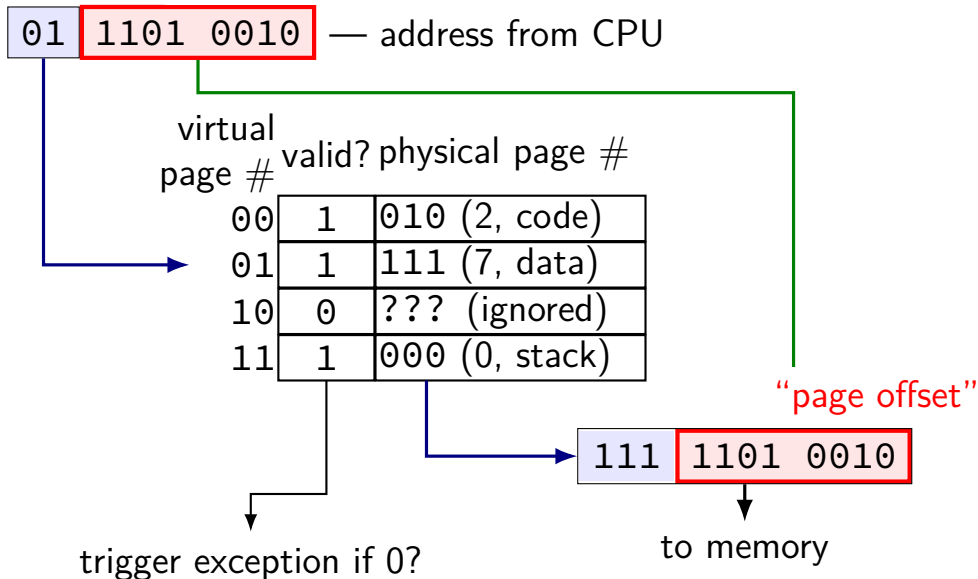 01 1101 0010 — address from CPU
virtual
page # valid? physical page #
00 1 010 (2, code)
01 1 111 (7, data)
10 0 ??? (ignored)
11 1 000 (0, stack)
“page offset”
111 1101 0010
to memory
trigger exception if 0?